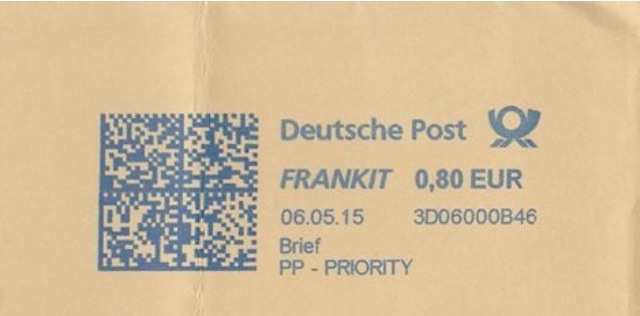 Deutsche Post
FRANKIT 0,80 EUR
06.05.15 3D06000B46
Brief
PP - PRIORITY